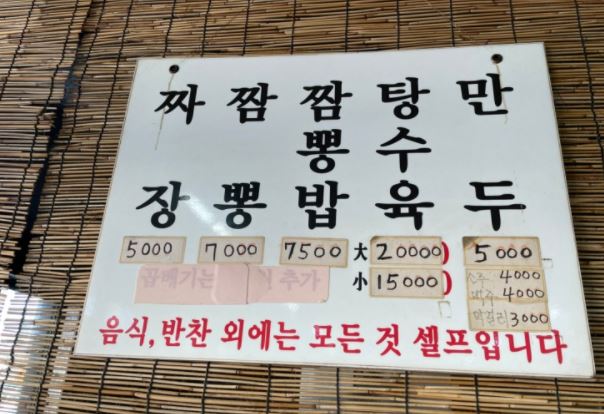 짜장
짬뽕
짬뽕밥
탕수육
만두
5000 7000 7500 大 20000) 5000
곱빼기는 추가 小 15000)
소주 4000
맥주 4000
막걸리 3000
음식, 반찬 외에는 모든 것 셀프입니다